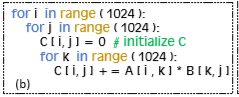 for i in range (1024):
for j in range (1024):
C [i, j] = 0 # initialize C
for k in range (1024):
C [i, j] += A [i, k] * B [k, j]
(b)